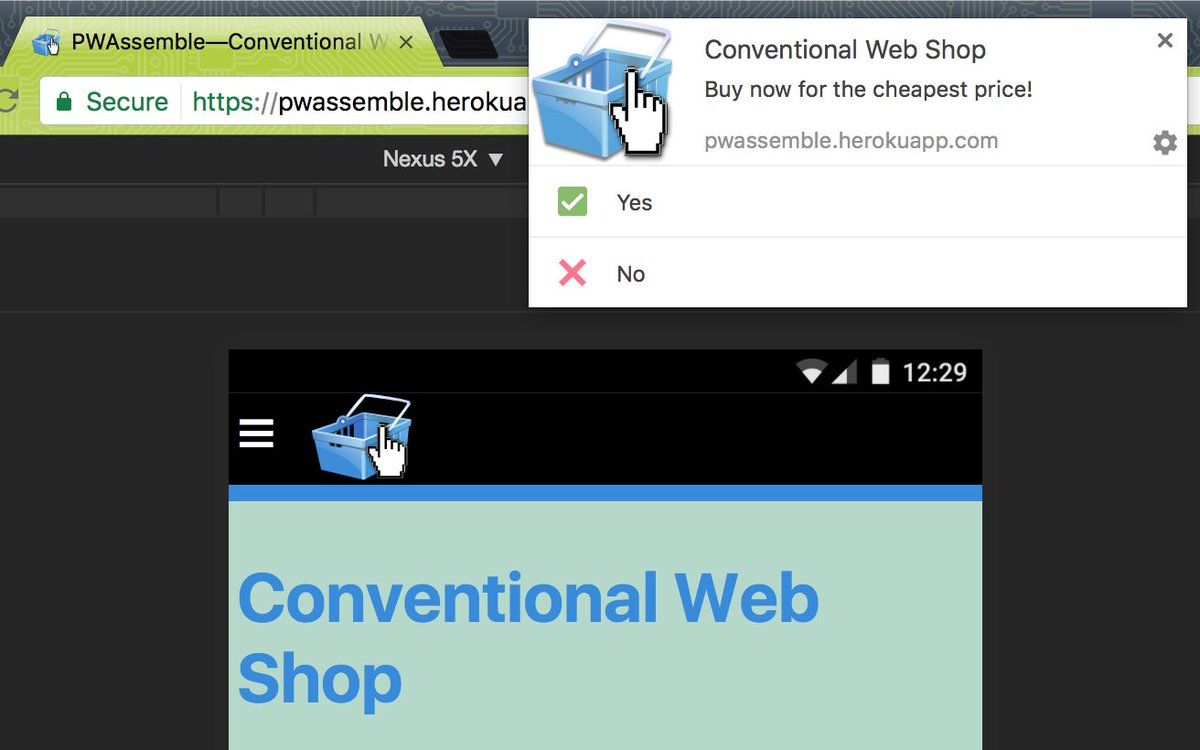 PWAssemble—Conventional W
Secure https://pwassemble.herokua
Nexus 5X
Conventional Web Shop
Buy now for the cheapest price!
pwassemble.herokuapp.com
Yes
No
12:29
Conventional Web
Shop